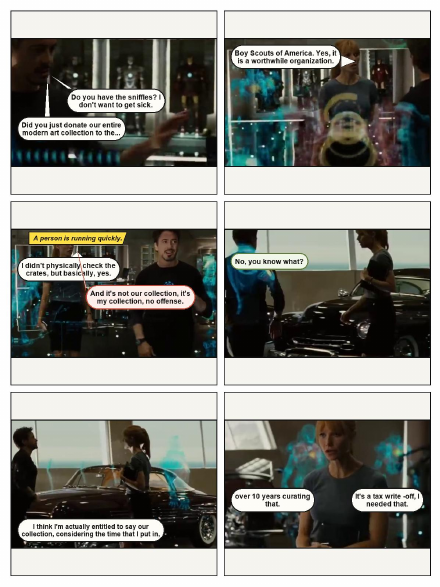 Do you have the sniffles? I
don't want to get sick.
Did you just donate our entire
modern art collection to the...
Boy Scouts of America. Yes, it
is a worthwhile organization.
A person is running quickly.
I didn't physically check the
crates, but basically, yes.
And it's not our collection, it's
my collection, no offense.
No, you know what?
I think I'm actually entitled to say our
collection, considering the time that I put in.
over 10 years curating
that.
It's a tax write -off, I
needed that.